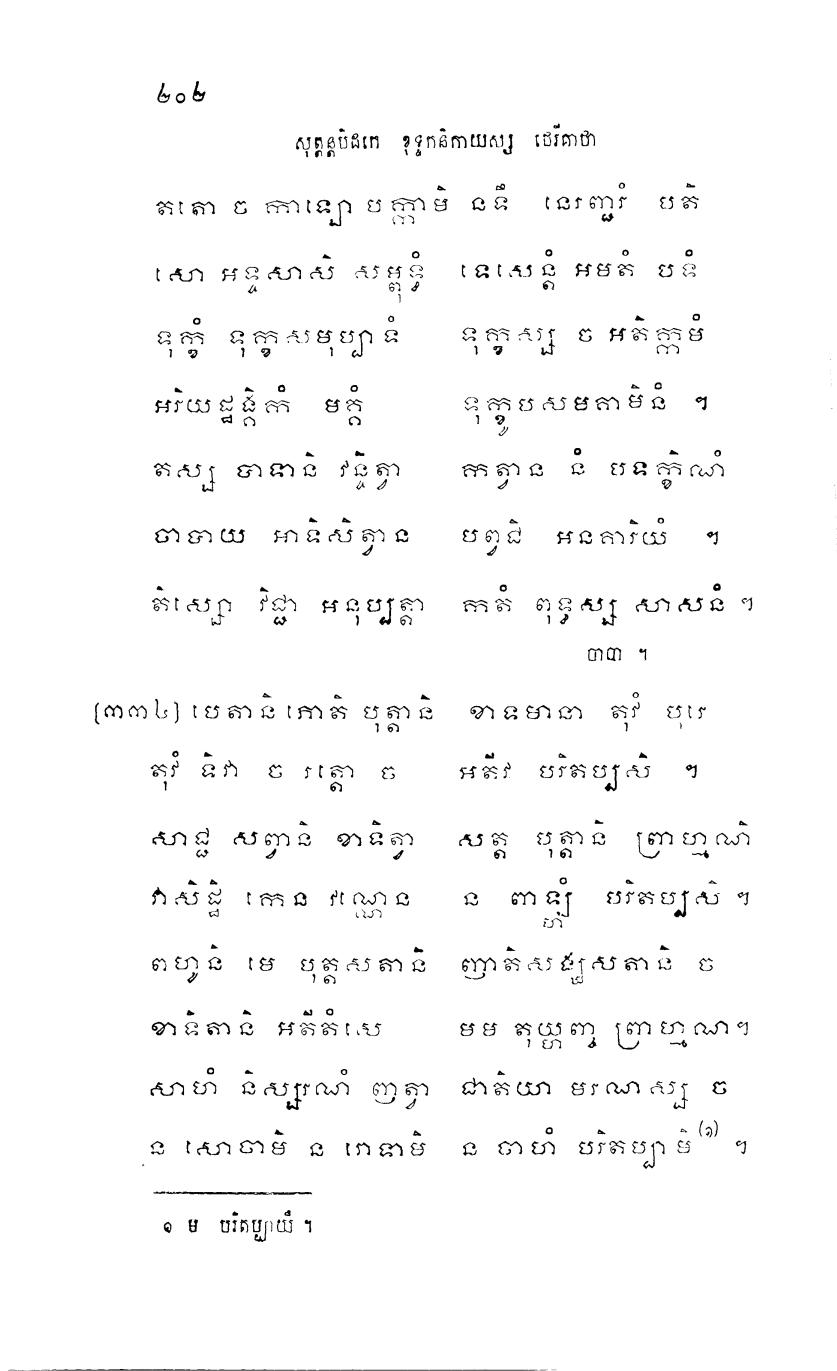 ២០២
សុត្តន្តបិដកេ ខុទ្ទកនិកាយស្ស ថេរីគាថា
តតោ ច កាឡោ បក្កាមិ នទឹ នេរញ្ជរំ បតិ
សោ អទ្ទសាសិ សម្ពុទ្ធំ ទេសេន្តំ អមតំ បទំ
ទុក្ខំ ទុក្ខសមុប្បាទំ ទុក្ខស្ស ច អតិក្កមំ
អរិយដ្ឋង្គិកំ មគ្គំ ទុក្ខូបសមគាមិនំ ។
តស្ស បាទានិ វន្ទិត្វា កត្វាន នំ បទក្ខិណំ
ចាបាយ អាទិសិត្វាន បព្វជិ អនគារិយំ ។
តិស្សោ វិជ្ជា អនុប្បត្តា កតំ ពុទ្ធស្ស សាសនំ ។
៣៣ ។
[៣៣៤] បេតានិ ភោតិ បុត្តានិ ខាទមានា តុវំ បុរេ
តុវំ ទិវា ច រត្តោ ច អតីវ បរិតប្បសិ ។
សាជ្ជ សព្វានិ ខាទិត្វា សត្ត បុត្តានិ ព្រាហ្មណិ
វាសិដ្ឋិ កេន វណ្ណេន ន ពាឡ្ហំ បរិតប្បសិ ។
ពហូនិ មេ បុត្តសតានិ ញាតិសង្ឃសតានិ ច
ខាទិតានិ អតីតំសេ មម តុយ្ហញ្ច ព្រាហ្មណ ។
សាហំ និស្សរណំ ញត្វា ជាតិយា មរណស្ស ច
ន សោចាមិ ន រោទាមិ ន ចាហំ បរិតប្បាមិ (១) ។
១ ម បរិតប្បយឹ ។